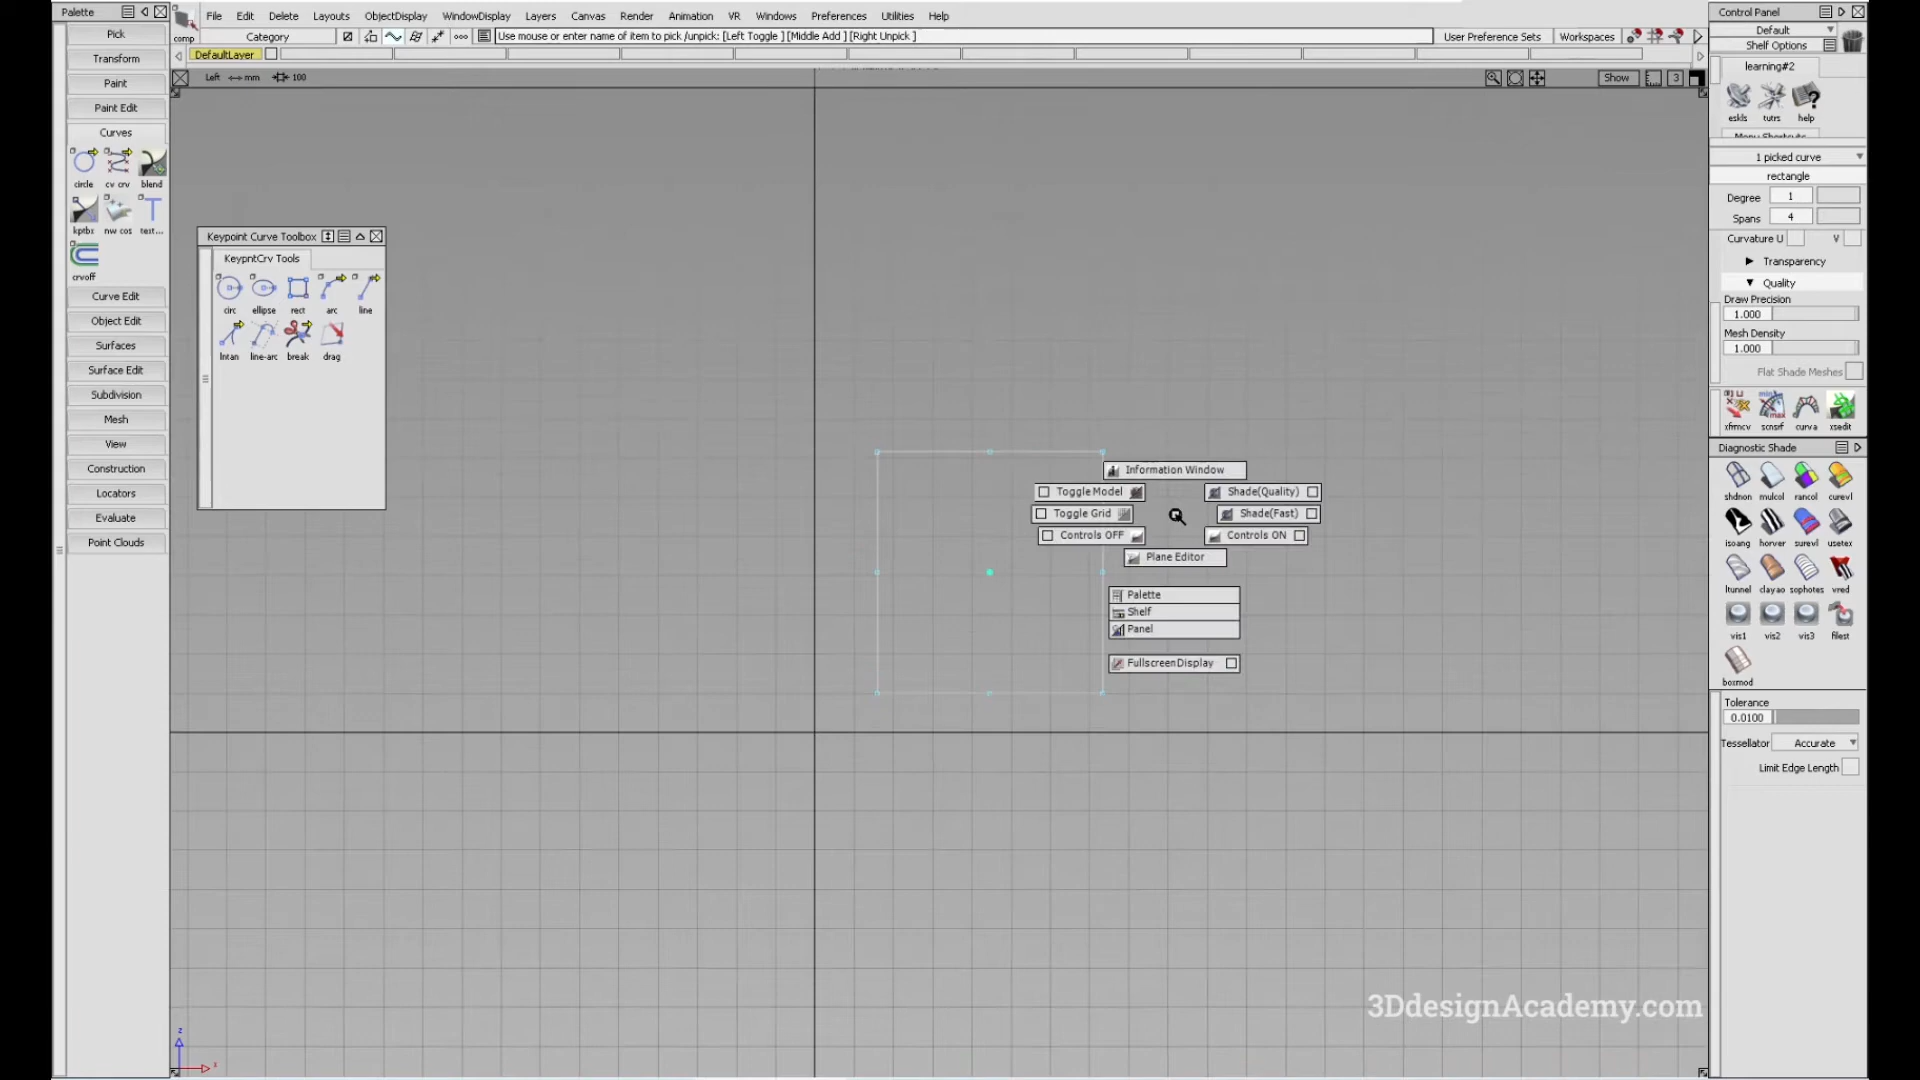 Palette
Pick
Transform
Paint
Paint Edit
Curves
circle cv crv blend
kptbx nw cos text...
crvoff
Curve Edit
Object Edit
Surfaces
Surface Edit
Subdivision
Mesh
View
Construction
Locators
Evaluate
Point Clouds
comp
File Edit Delete Layouts ObjectDisplay WindowDisplay Layers Canvas Render Animation VR Windows Preferences Utilities Help
Category
Use mouse or enter name of item to pick /unpick: [Left Toggle ] [Middle Add ] [Right Unpick ]
User Preference Sets Workspaces
DefaultLayer
Left mm 100
Show 3
Keypoint Curve Toolbox
KeypntCrv Tools
circ ellipse rect arc line
lntan line-arc break drag
Information Window
Toggle Model Shade(Quality)
Toggle Grid Shade(Fast)
Controls OFF Controls ON
Plane Editor
Palette
Shelf
Panel
FullscreenDisplay
z
x
3DdesignAcademy.com
Control Panel
Default
Shelf Options
learning#2
eskls tutrs help
Menu Shortcuts
1 picked curve
rectangle
Degree 1
Spans 4
Curvature U V
Transparency
Quality
Draw Precision
1.000
Mesh Density
1.000
Flat Shade Meshes
xfrmcv scnsrf curva xsedit
Diagnostic Shade
shdnon mulcol rancol curevl
isoang horver surevl usetex
ltunnel clayao sophotes vred
vis1 vis2 vis3 filest
boxmod
Tolerance
0.0100
Tessellator Accurate
Limit Edge Length